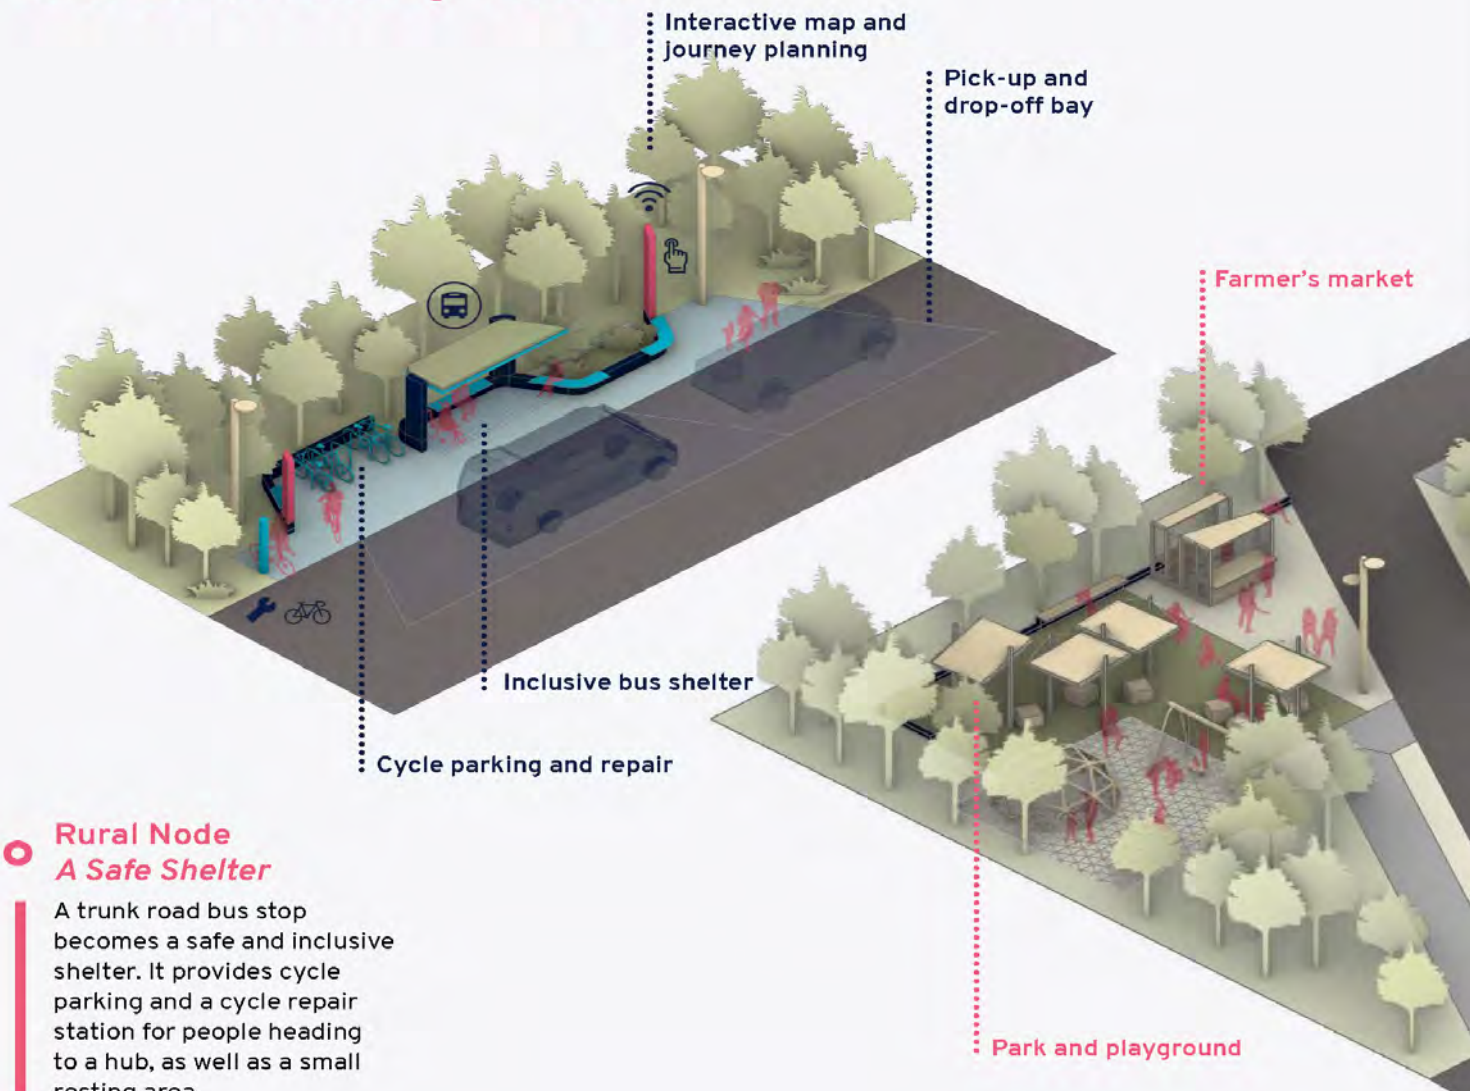 Interactive map and
journey planning
Pick-up and
drop-off bay
Farmer's market
Inclusive bus shelter
Cycle parking and repair
Rural Node
A Safe Shelter
A trunk road bus stop
becomes a safe and inclusive
shelter. It provides cycle
parking and a cycle repair
station for people heading
to a hub, as well as a small
resting area
Park and playground